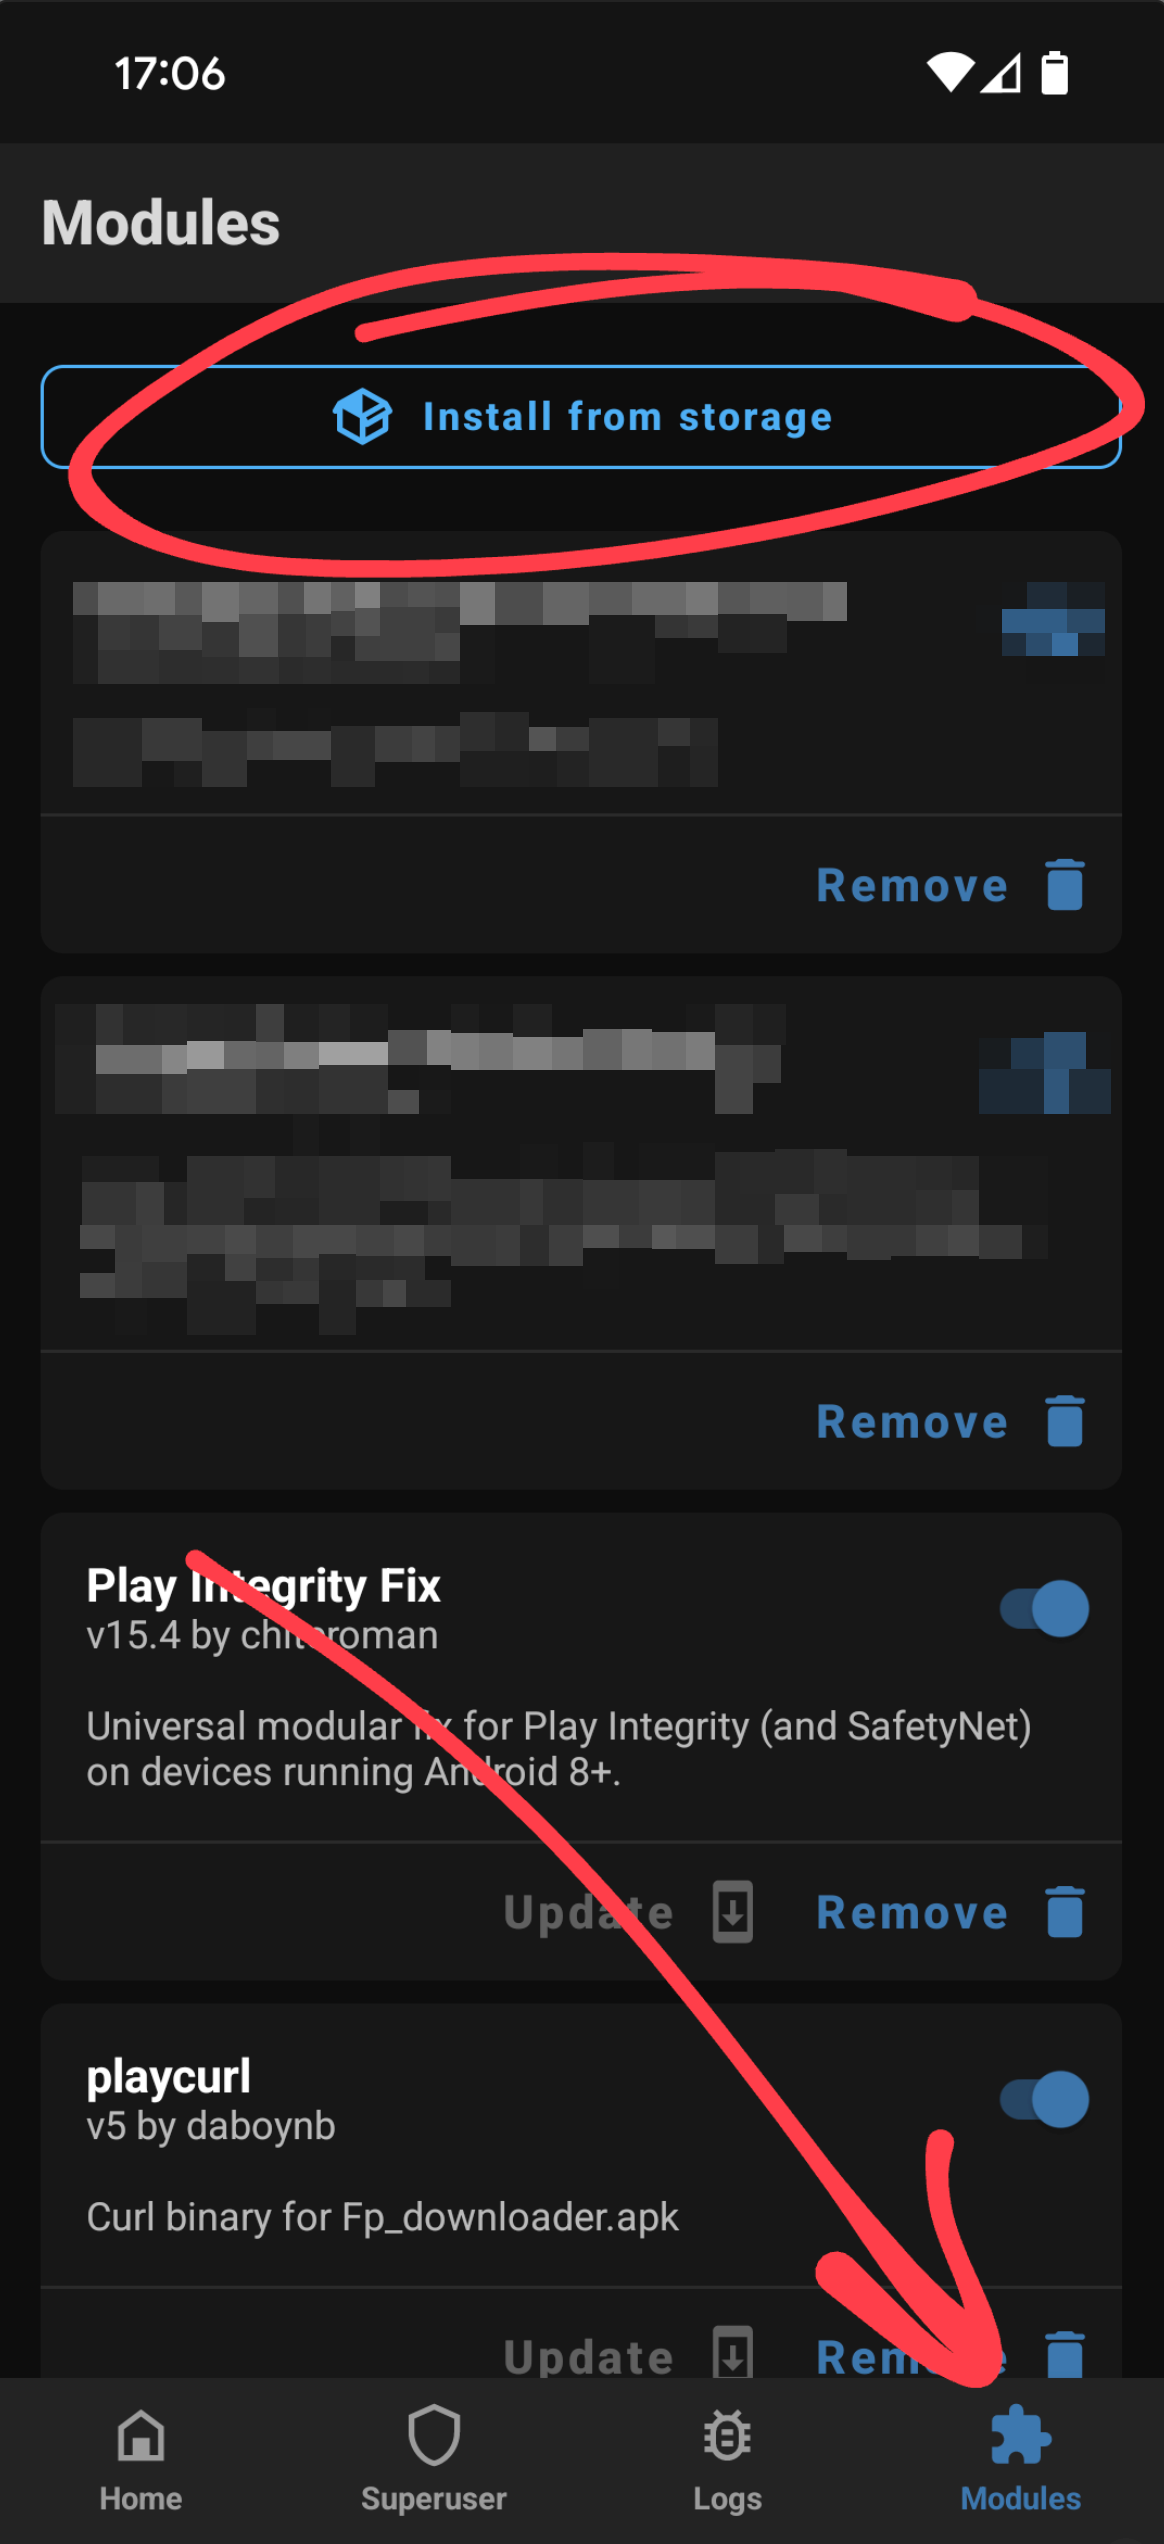 17:06
Modules
Install from storage
Remove
Remove
Play Integrity Fix
v15.4 by chiteroman
Universal modular fix for Play Integrity (and SafetyNet)
on devices running Android 8+.
Update Remove
playcurl
v5 by daboynb
Curl binary for Fp_downloader.apk
Update Remove
Home Superuser Logs Modules